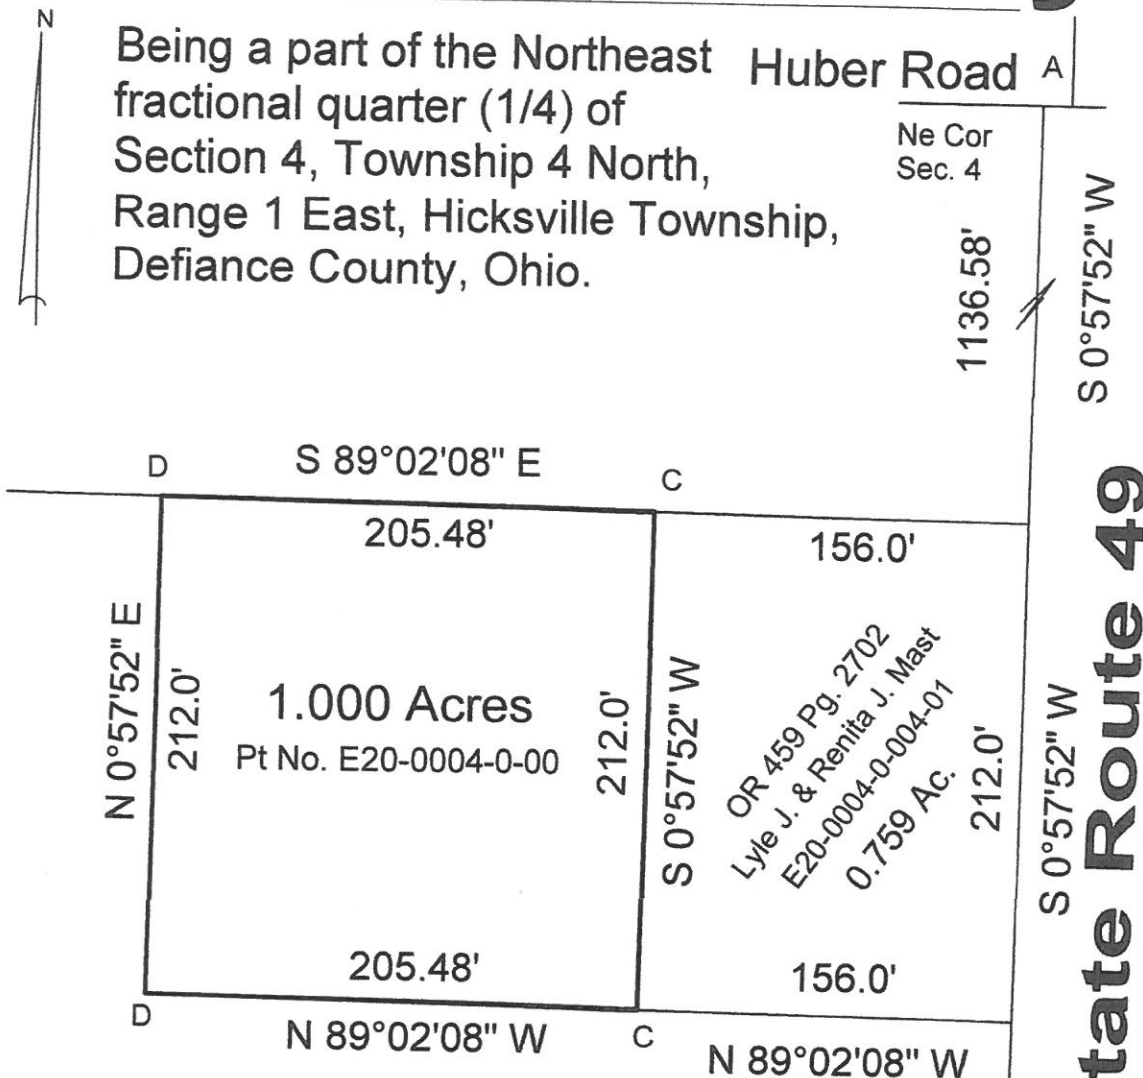 N
Being a part of the Northeast
fractional quarter (1/4) of
Section 4, Township 4 North,
Range 1 East, Hicksville Township,
Defiance County, Ohio.
Huber Road
A
Ne Cor
Sec. 4
1136.58'
S 0°57'52" W
D
S 89°02'08" E
C
205.48'
156.0'
N 0°57'52" E
212.0'
1.000 Acres
Pt No. E20-0004-0-00
212.0'
S 0°57'52" W
OR 459 Pg. 2702
Lyle J. & Renita J. Mast
E20-0004-0-004-01
0.759 Ac.
212.0'
S 0°57'52" W
tate Route 49
205.48'
156.0'
D
N 89°02'08" W
C
N 89°02'08" W